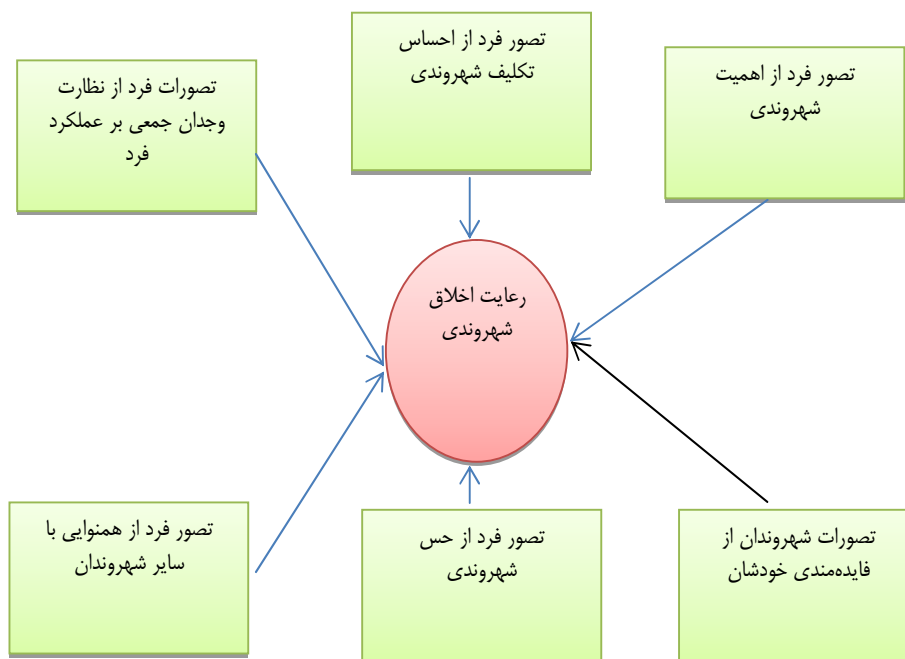 تصور فرد از اهمیت
شهروندی
تصور فرد از احساس
تکلیف شهروندی
تصورات فرد از نظارت
وجدان جمعی بر عملکرد
فرد
رعایت اخلاق
شهروندی
تصورات شهروندان از
فایده‌مندی خودشان
تصور فرد از حس
شهروندی
تصور فرد از همنوایی با
سایر شهروندان